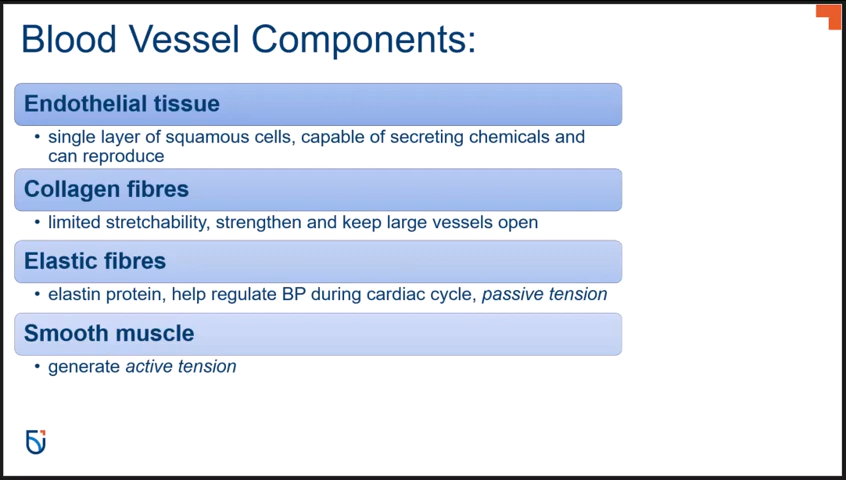 Blood Vessel Components:
Endothelial tissue
• single layer of squamous cells, capable of secreting chemicals and
can reproduce
Collagen fibres
• limited stretchability, strengthen and keep large vessels open
Elastic fibres
• elastin protein, help regulate BP during cardiac cycle, passive tension
Smooth muscle
• generate active tension